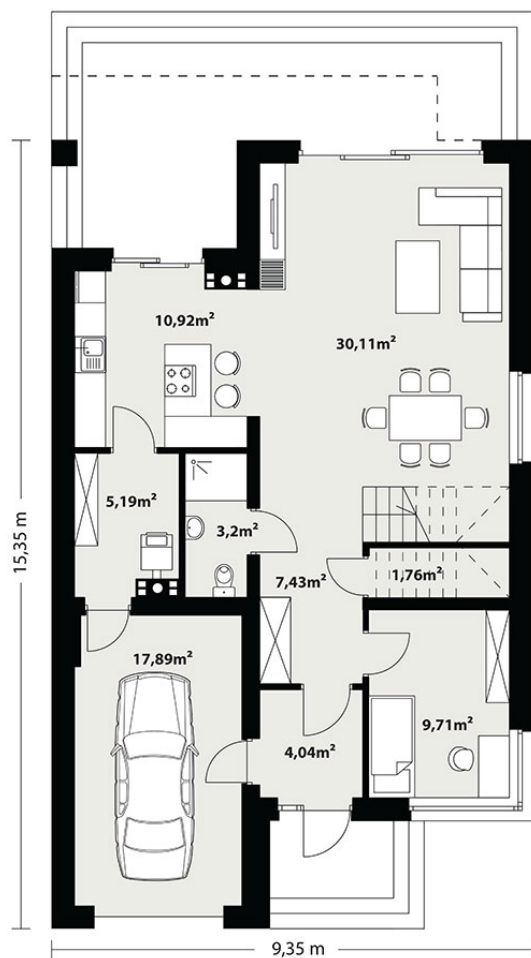 10,92m²
30,11m²
5,19m²
3,2m²
7,43m²
1,76m²
17,89m²
4,04m²
9,71m²
15,35 m
9,35 m